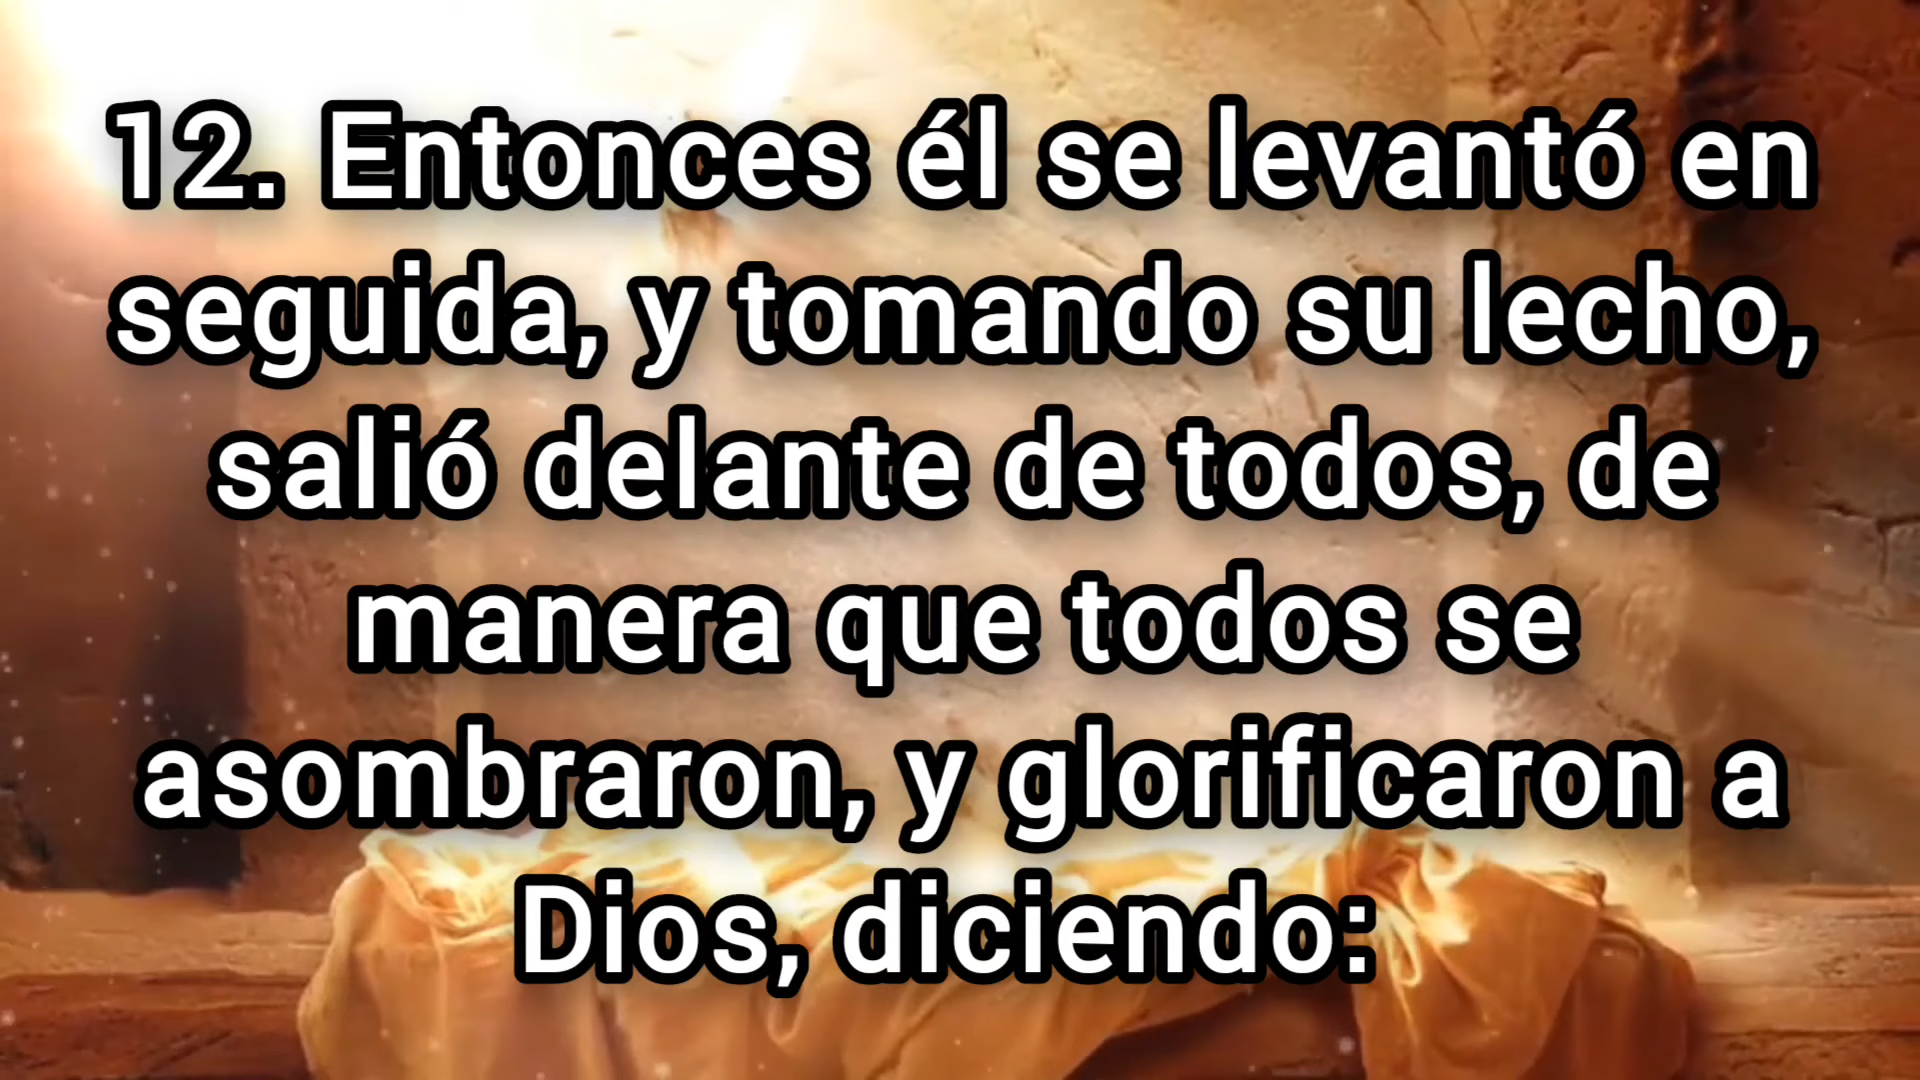 12. Entonces él se levantó en
seguida, y tomando su lecho,
salió delante de todos, de
manera que todos se
asombraron, y glorificaron a
Dios, diciendo: